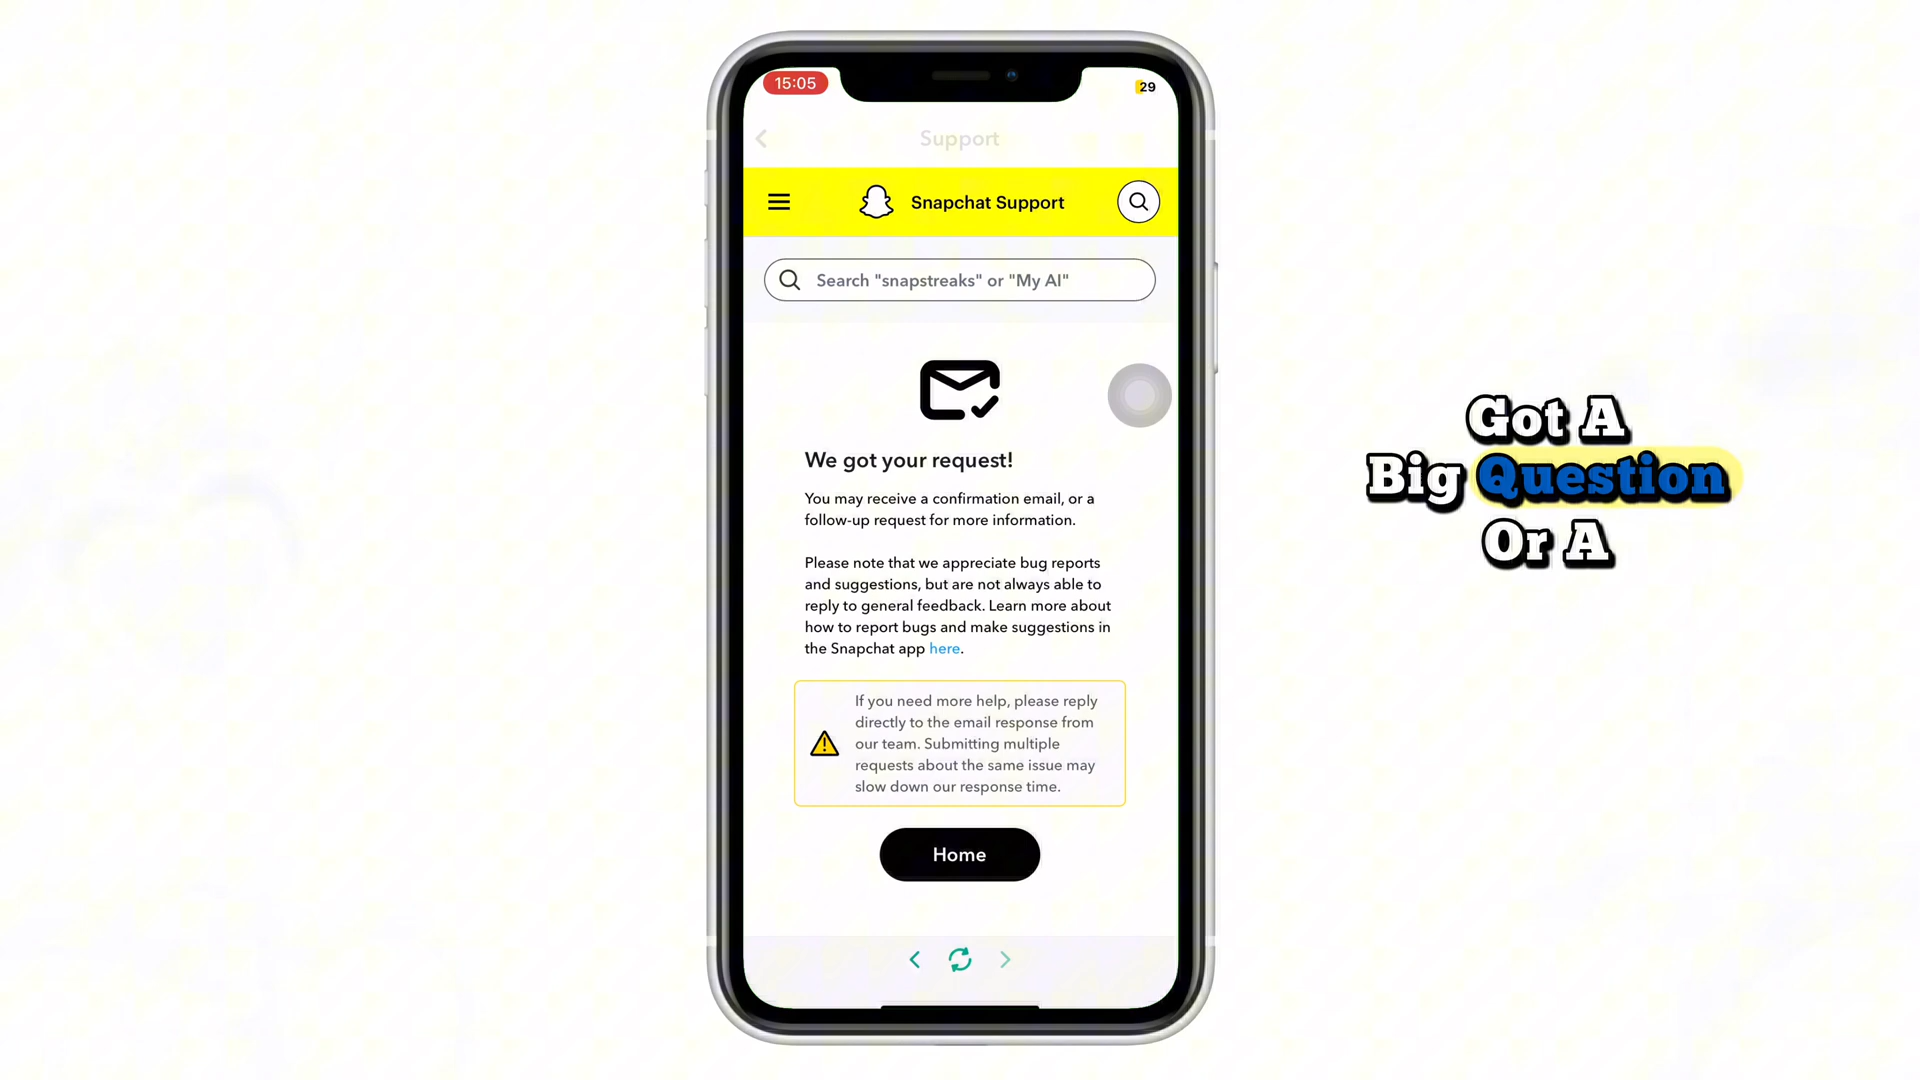 15:05
29
Support
Snapchat Support
Search "snapstreaks" or "My AI"
We got your request!
You may receive a confirmation email, or a
follow-up request for more information.
Please note that we appreciate bug reports
and suggestions, but are not always able to
reply to general feedback. Learn more about
how to report bugs and make suggestions in
the Snapchat app here.
If you need more help, please reply
directly to the email response from
our team. Submitting multiple
requests about the same issue may
slow down our response time.
Home
Got A
Big Question
Or A